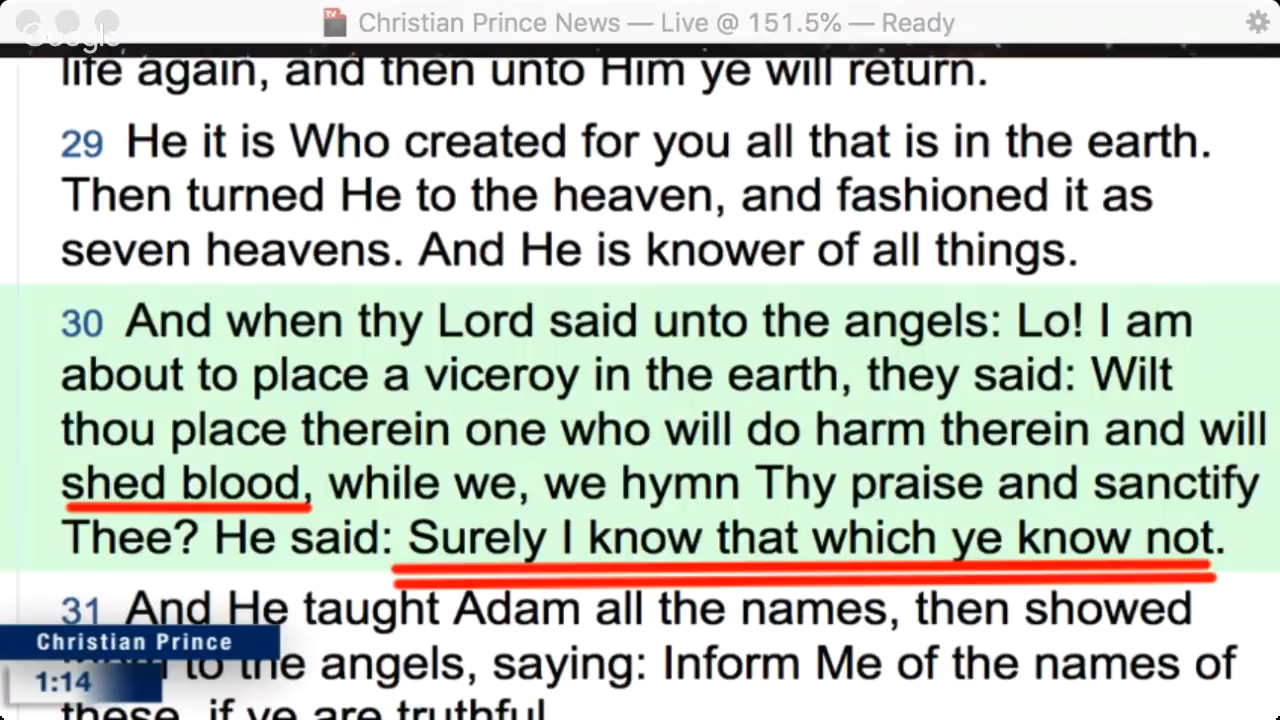 TV Christian Prince News — Live @ 151.5% — Ready
Google
life again, and then unto Him ye will return.
29 He it is Who created for you all that is in the earth.
Then turned He to the heaven, and fashioned it as
seven heavens. And He is knower of all things.
30 And when thy Lord said unto the angels: Lo! I am
about to place a viceroy in the earth, they said: Wilt
thou place therein one who will do harm therein and will
shed blood, while we, we hymn Thy praise and sanctify
Thee? He said: Surely I know that which ye know not.
31 And He taught Adam all the names, then showed
Christian Prince
to the angels, saying: Inform Me of the names of
1:14
these, if ye are truthful